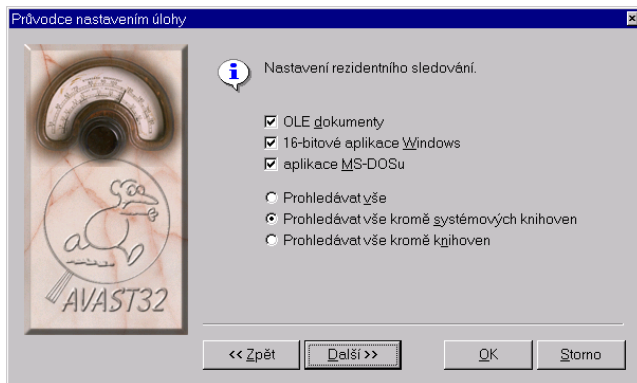 Průvodce nastavením úlohy
Nastavení rezidentního sledování.
OLE dokumenty
16-bitové aplikace Windows
aplikace MS-DOSu
Prohledávat vše
Prohledávat vše kromě systémových knihoven
Prohledávat vše kromě knihoven
AVAST32
<< Zpět
Další >>
OK
Storno